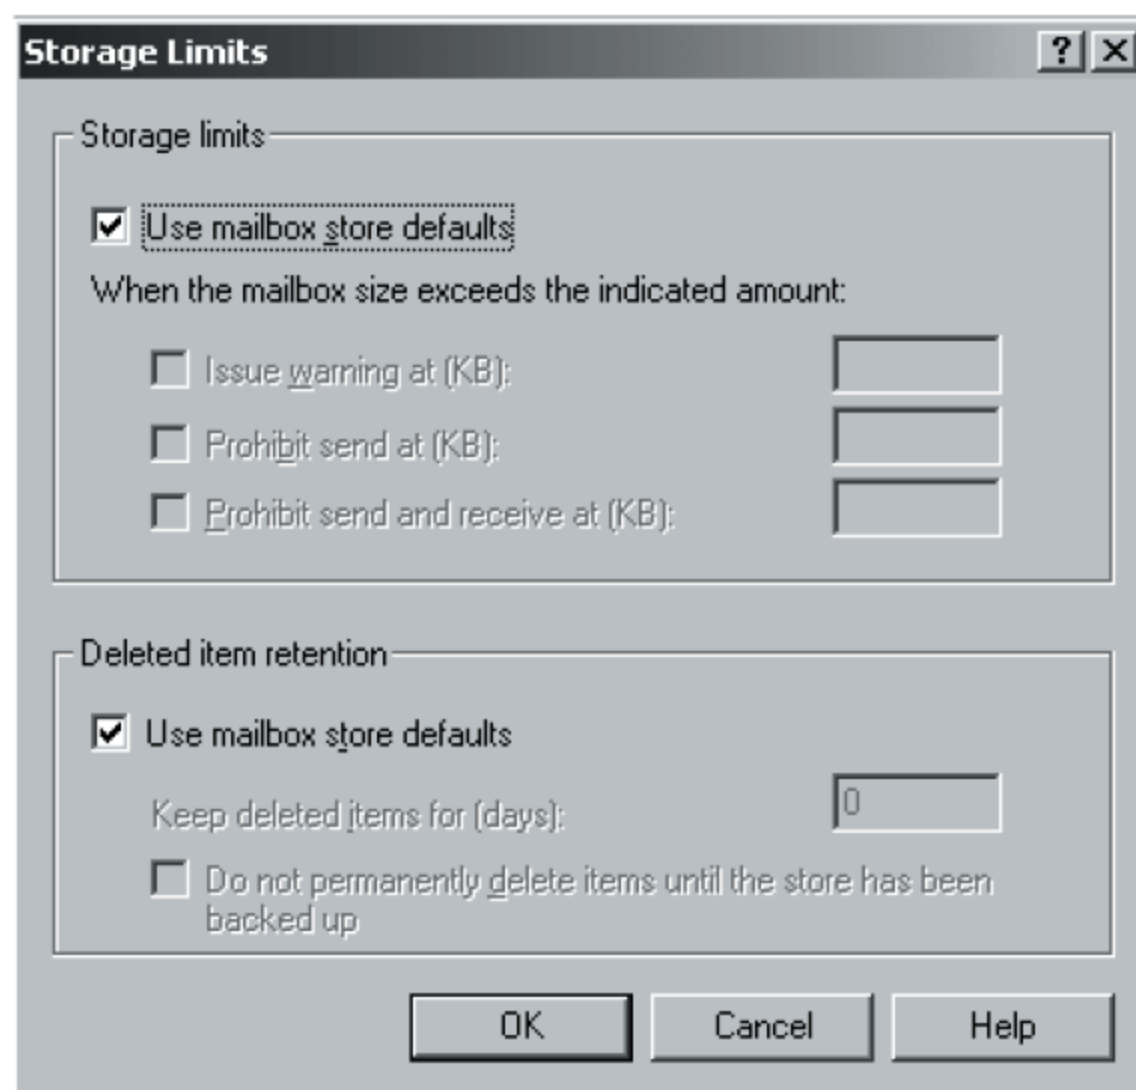 Storage Limits
Storage limits
Use mailbox store defaults
When the mailbox size exceeds the indicated amount:
Issue warning at (KB):
Prohibit send at (KB):
Prohibit send and receive at (KB):
Deleted item retention
Use mailbox store defaults
Keep deleted items for (days): 0
Do not permanently delete items until the store has been
backed up
OK Cancel Help